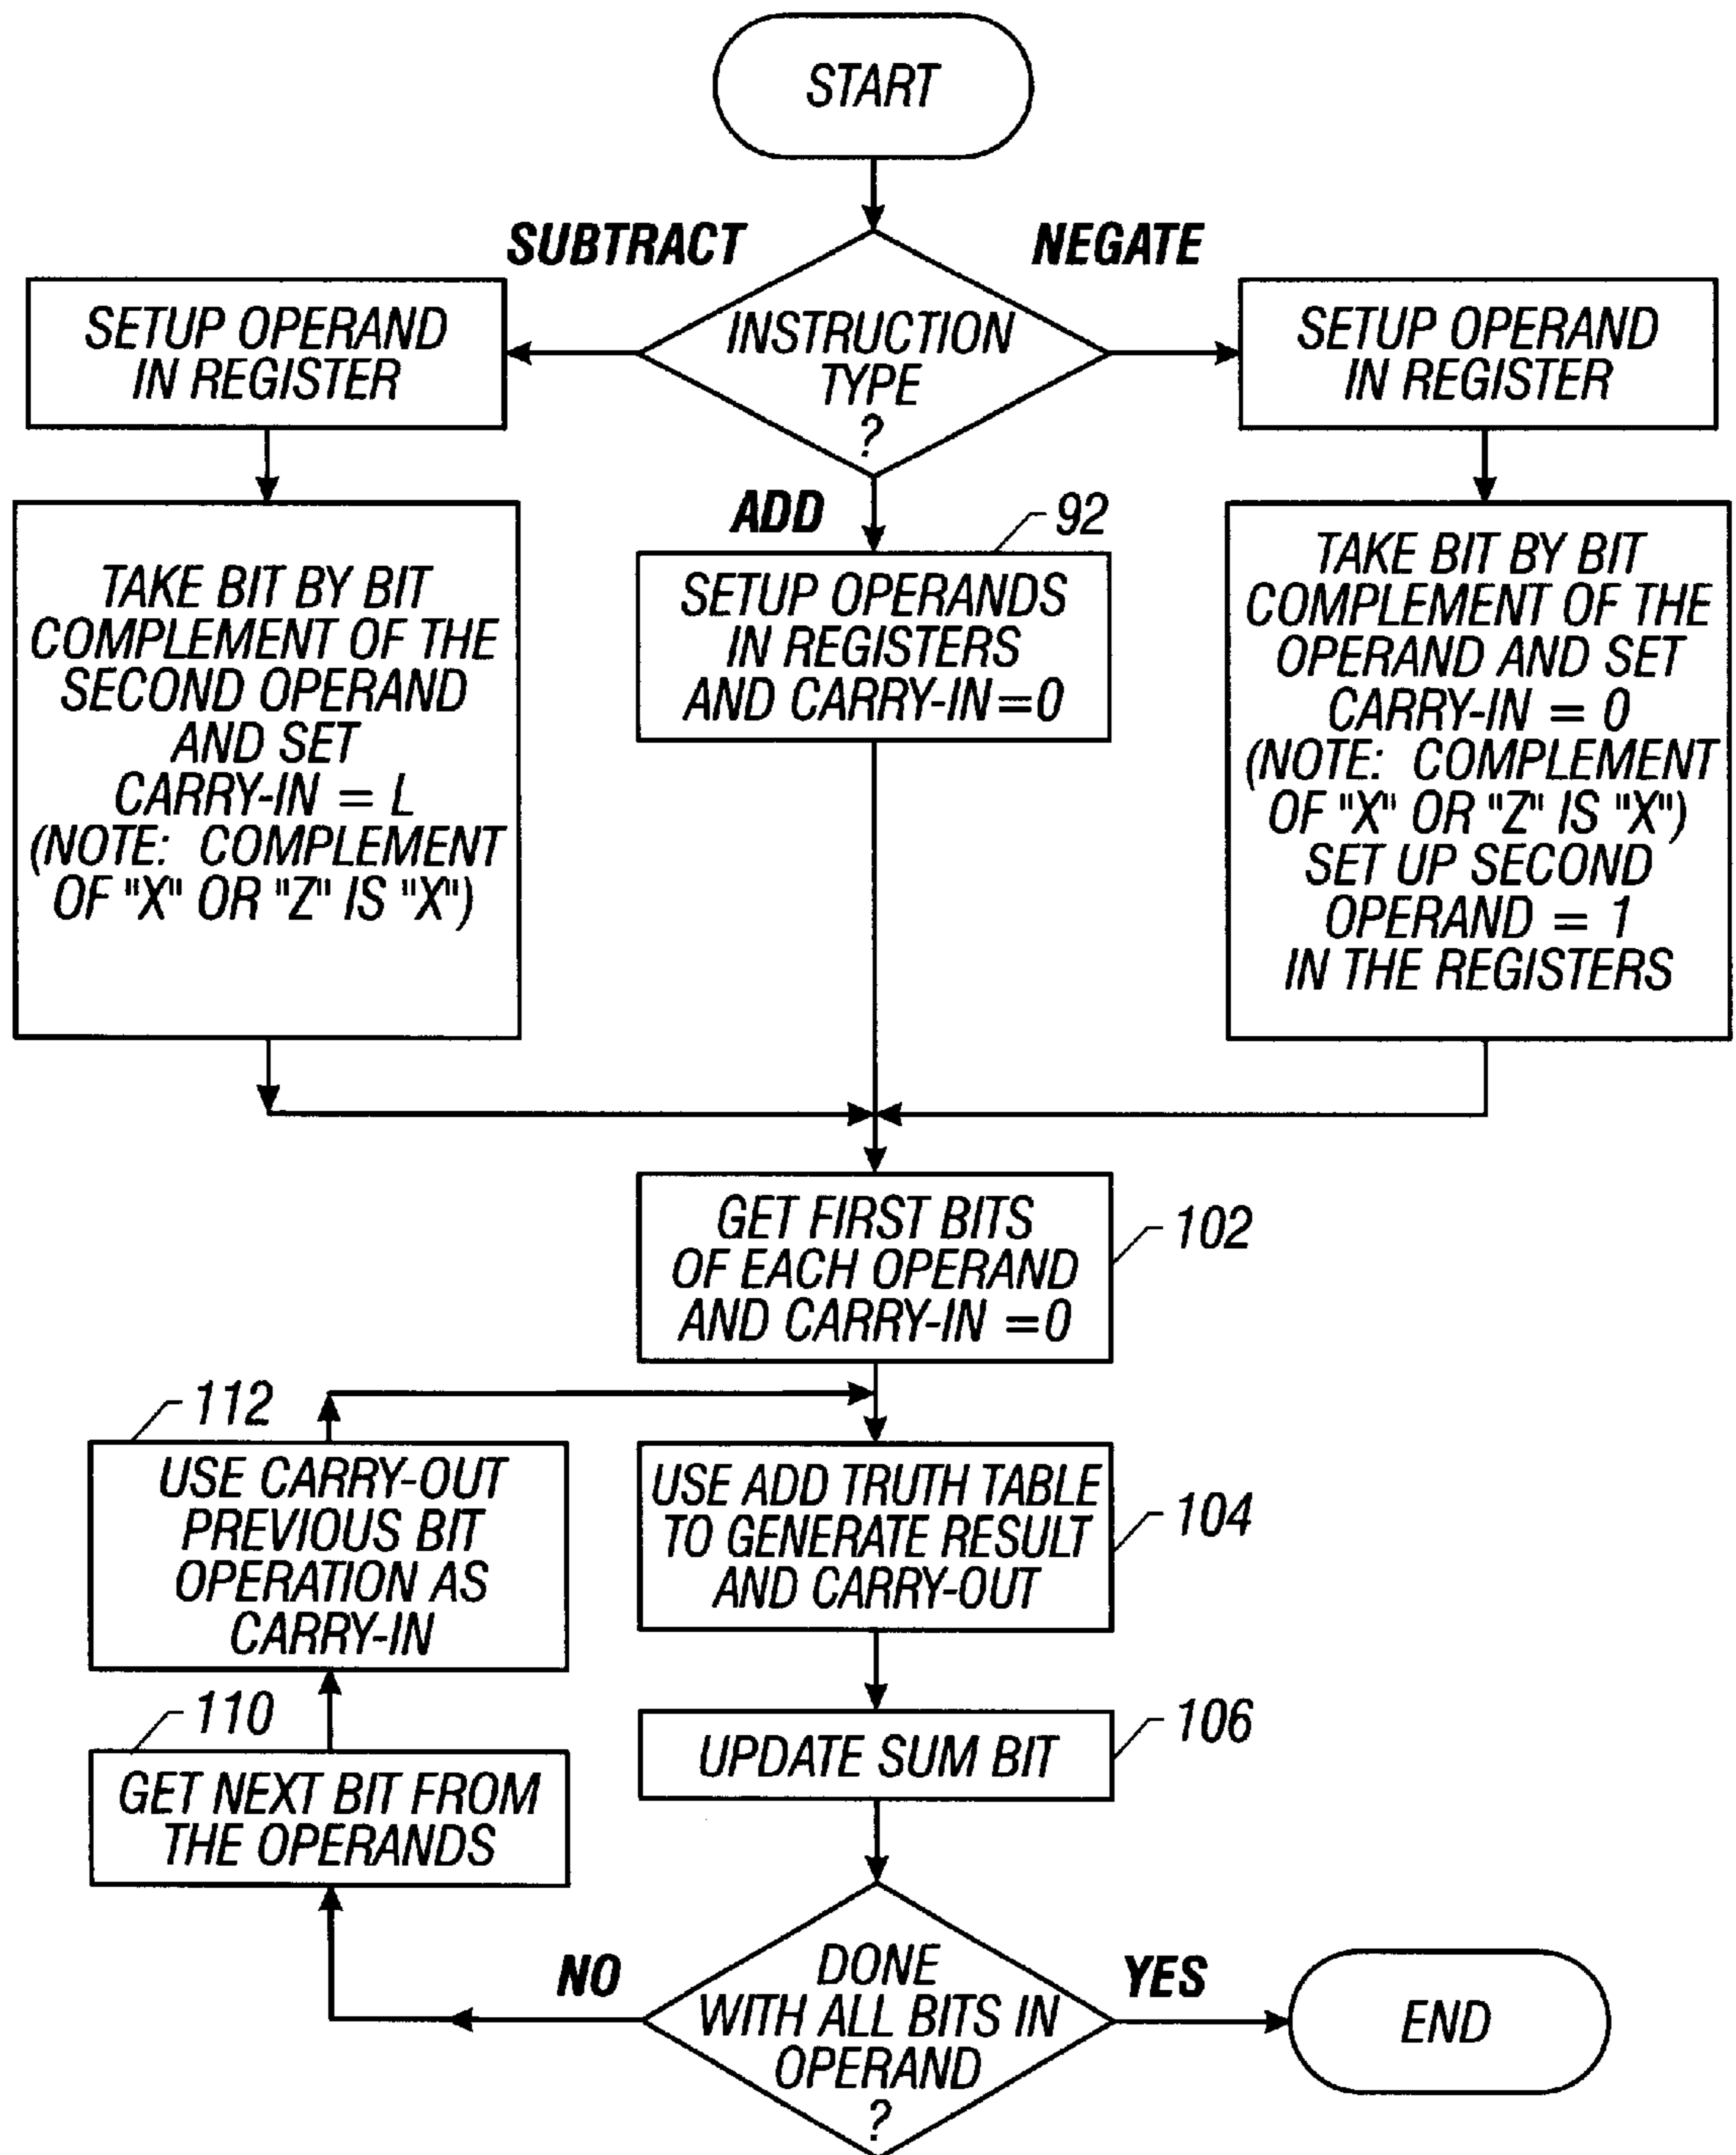 START
SUBTRACT
NEGATE
SETUP OPERAND
IN REGISTER
INSTRUCTION
TYPE
?
SETUP OPERAND
IN REGISTER
TAKE BIT BY BIT
COMPLEMENT OF THE
SECOND OPERAND
AND SET
CARRY-IN = L
(NOTE: COMPLEMENT
OF "X" OR "Z" IS "X")
ADD
92
SETUP OPERANDS
IN REGISTERS
AND CARRY-IN=0
TAKE BIT BY BIT
COMPLEMENT OF THE
OPERAND AND SET
CARRY-IN = 0
(NOTE: COMPLEMENT
OF "X" OR "Z" IS "X")
SET UP SECOND
OPERAND = 1
IN THE REGISTERS
GET FIRST BITS
OF EACH OPERAND
AND CARRY-IN =0
102
112
USE CARRY-OUT
PREVIOUS BIT
OPERATION AS
CARRY-IN
USE ADD TRUTH TABLE
TO GENERATE RESULT
AND CARRY-OUT
104
110
GET NEXT BIT FROM
THE OPERANDS
UPDATE SUM BIT
106
NO
DONE
WITH ALL BITS IN
OPERAND
?
YES
END